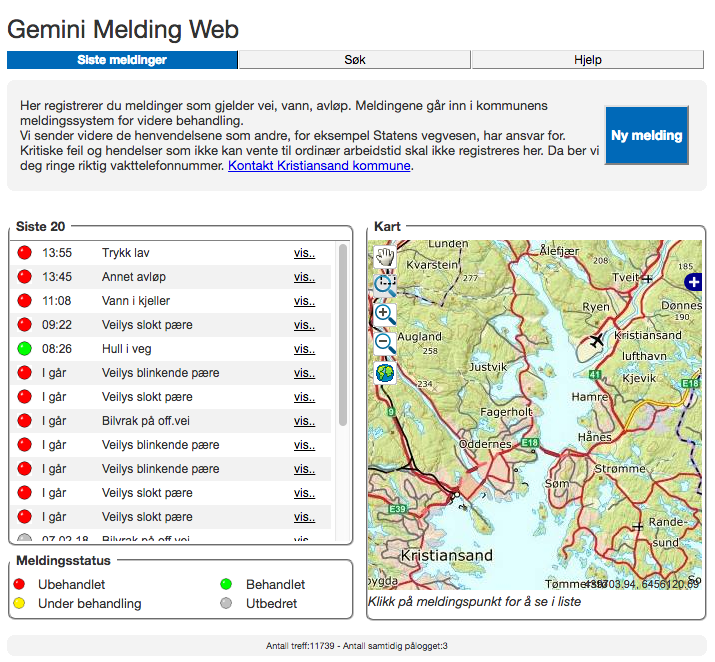 Gemini Melding Web
Siste meldinger
Søk
Hjelp
Her registrerer du meldinger som gjelder vei, vann, avløp. Meldingene går inn i kommunens
meldingssystem for videre behandling.
Vi sender videre de henvendelsene som andre, for eksempel Statens vegvesen, har ansvar for.
Kritiske feil og hendelser som ikke kan vente til ordinær arbeidstid skal ikke registreres her. Da ber vi
deg ringe riktig vakttelefonnummer. Kontakt Kristiansand kommune.
Ny melding
Siste 20
13:55 Trykk lav vis..
13:45 Annet avløp vis..
11:08 Vann i kjeller vis..
09:22 Veilys slokt pære vis..
08:26 Hull i veg vis..
I går Veilys blinkende pære vis..
I går Veilys slokt pære vis..
I går Bilvrak på off.vei vis..
I går Veilys blinkende pære vis..
I går Veilys blinkende pære vis..
I går Veilys slokt pære vis..
I går Veilys slokt pære vis..
07.02.18 Bilvrak på off.vei vis..
Meldingsstatus
Ubehandlet
Behandlet
Under behandling
Utbedret
Kart
Lunden
Ålefjær
Kvarstein
208
Tveit
185
277
Ryen
Dønnes
190
Augland
258
Kristiansand
lufthavn
Kjevik
Justvik
234
41
E18
Hamre
9
Fagerholt
Oddernes
E18
Hånes
Strømme
Søm
E39
Rande-
sund
Kristiansand
bygda
Tømmerstø
439703.94, 6456120.69
So
Klikk på meldingspunkt for å se i liste
Antall treff:11739 - Antall samtidig pålogget:3